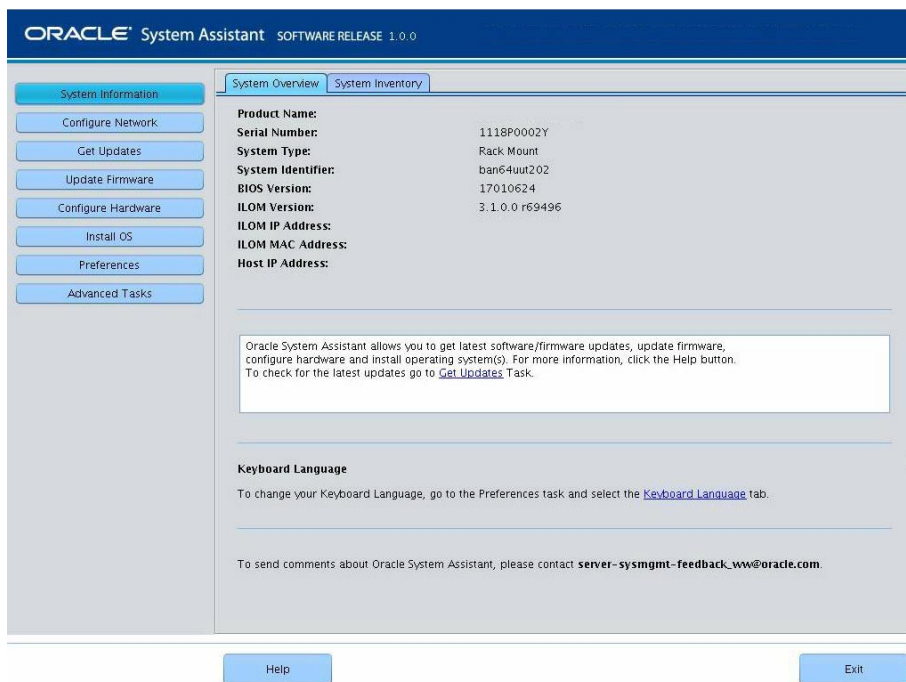 ORACLE System Assistant SOFTWARE RELEASE 1.0.0
System Information
Configure Network
Get Updates
Update Firmware
Configure Hardware
Install OS
Preferences
Advanced Tasks
System Overview
System Inventory
Product Name:
Serial Number: 1118P0002Y
System Type: Rack Mount
System Identifier: ban64uut202
BIOS Version: 17010624
ILOM Version: 3.1.0.0 r69496
ILOM IP Address:
ILOM MAC Address:
Host IP Address:
Oracle System Assistant allows you to get latest software/firmware updates, update firmware,
configure hardware and install operating system(s). For more information, click the Help button.
To check for the latest updates go to Get Updates Task.
Keyboard Language
To change your Keyboard Language, go to the Preferences task and select the Keyboard Language tab.
To send comments about Oracle System Assistant, please contact server-sysmgmt-feedback_ww@oracle.com.
Help
Exit